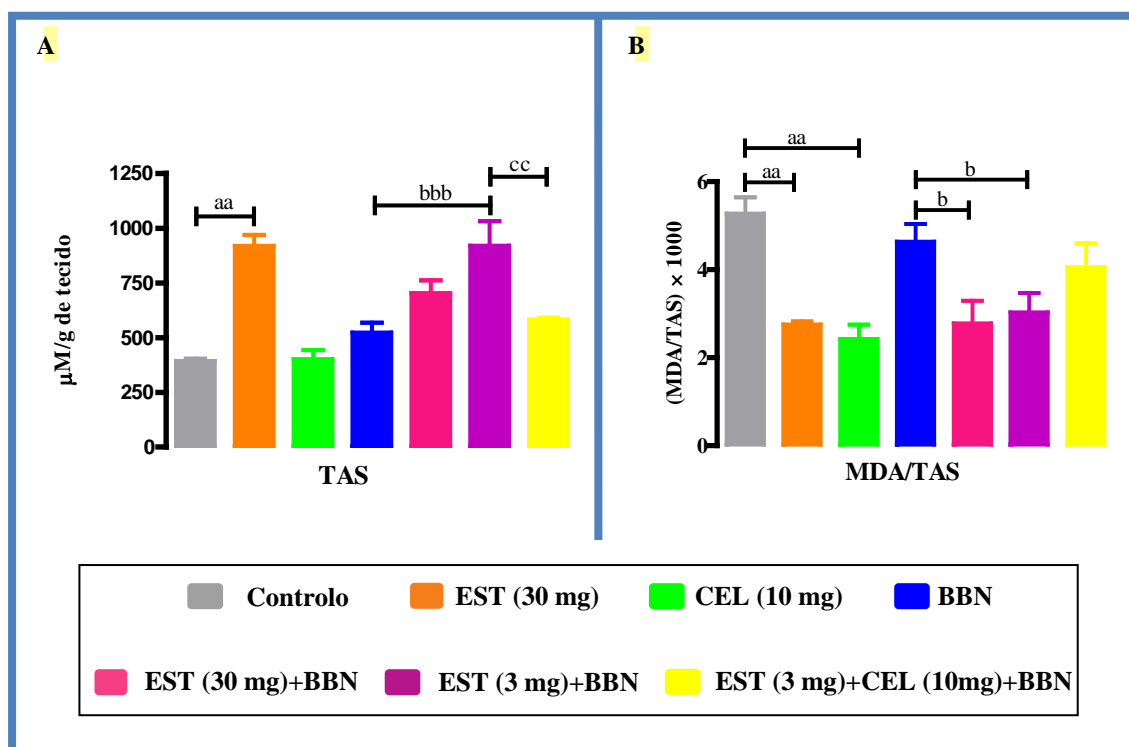 A
B
1250
1000
750
500
250
0
µM/g de tecido
aa
bbb
cc
TAS
6
4
2
0
(MDA/TAS) × 1000
aa
aa
b
b
MDA/TAS
Controlo
EST (30 mg)
CEL (10 mg)
BBN
EST (30 mg)+BBN
EST (3 mg)+BBN
EST (3 mg)+CEL (10mg)+BBN